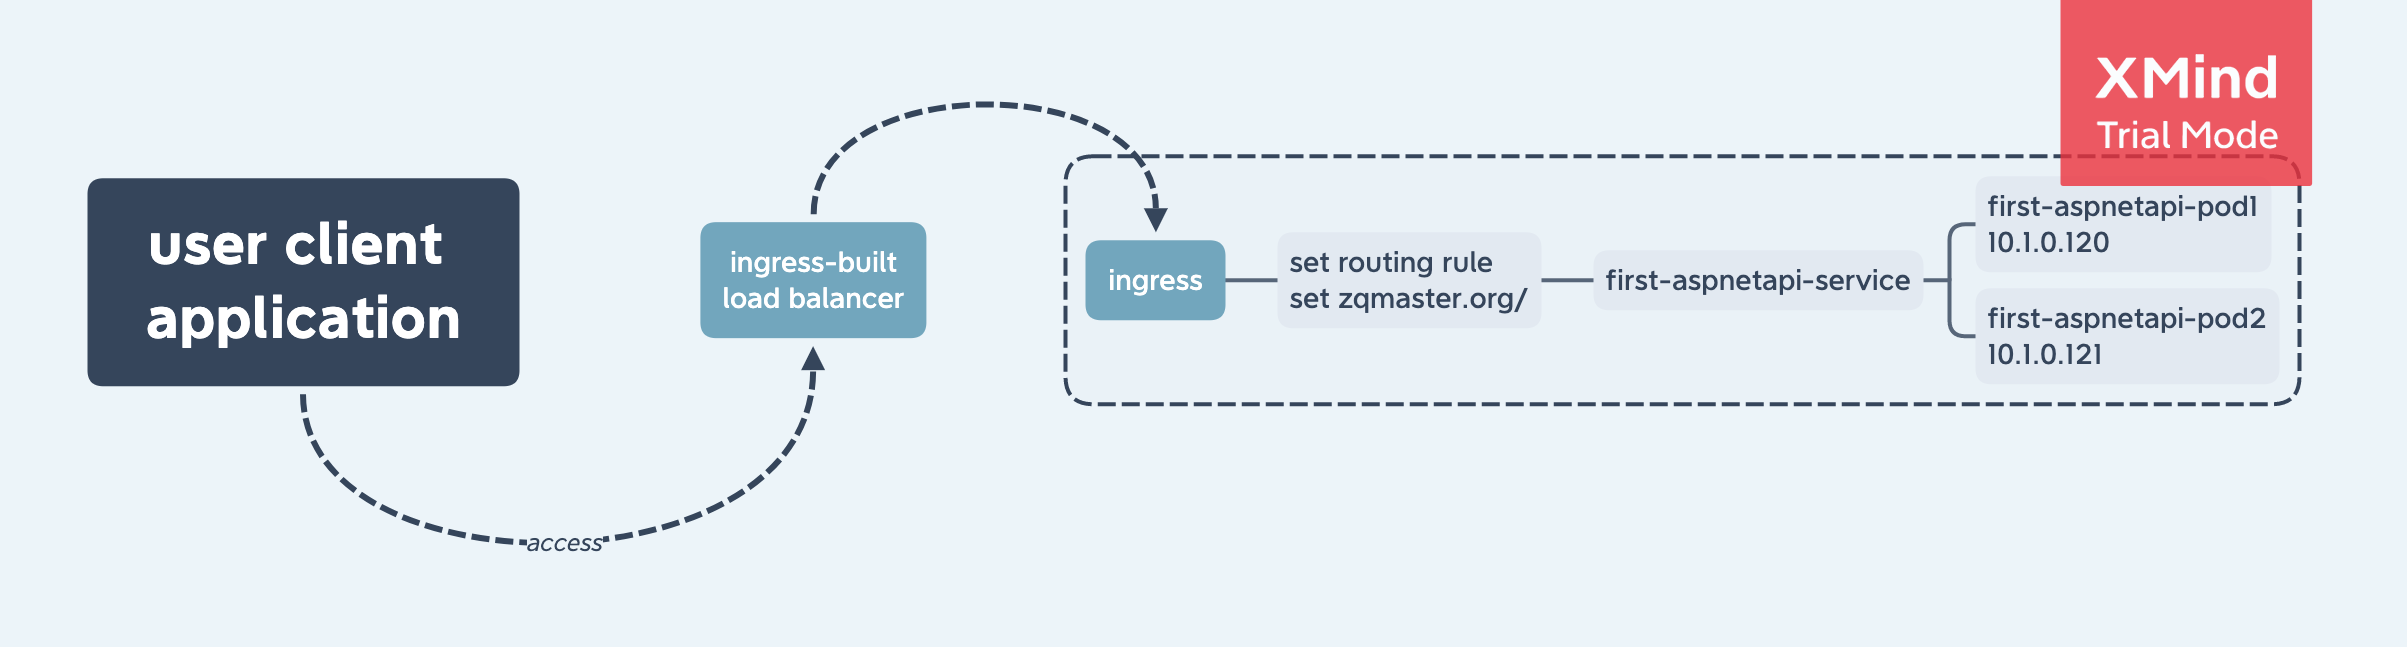 user client
application
access
ingress-built
load balancer
ingress
set routing rule
set zqmaster.org/
first-aspnetapi-service
first-aspnetapi-pod1
10.1.0.120
first-aspnetapi-pod2
10.1.0.121
XMind
Trial Mode